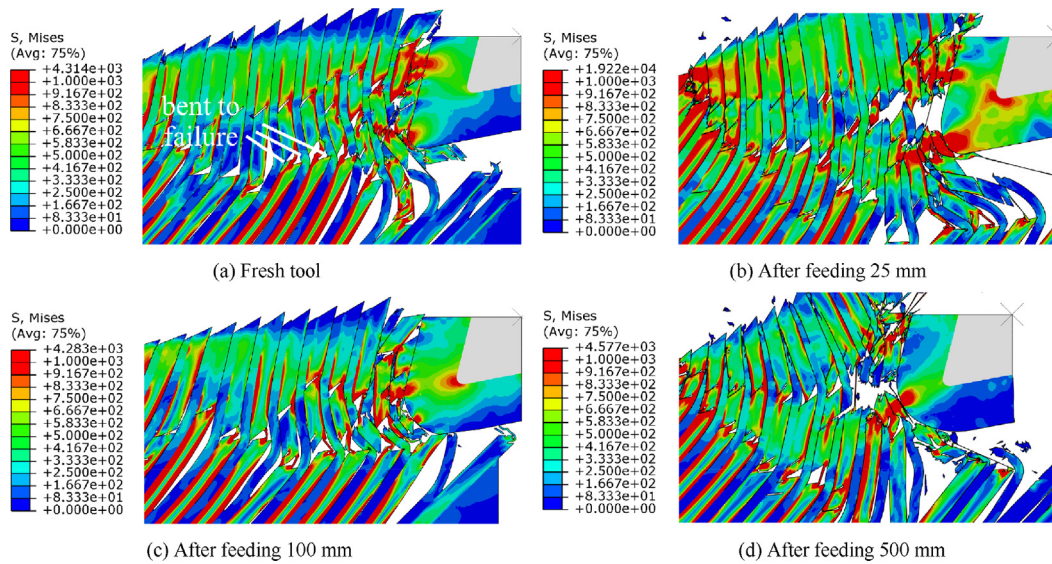 S, Mises
(Avg: 75%)
+4.314e+03
+1.000e+03
+9.167e+02
+8.333e+02
+7.500e+02
+6.667e+02
+5.833e+02
+5.000e+02
+4.167e+02
+3.333e+02
+2.500e+02
+1.667e+02
+8.333e+01
+0.000e+00
bent to
failure
(a) Fresh tool
S, Mises
(Avg: 75%)
+1.922e+04
+1.000e+03
+9.167e+02
+8.333e+02
+7.500e+02
+6.667e+02
+5.833e+02
+5.000e+02
+4.167e+02
+3.333e+02
+2.500e+02
+1.667e+02
+8.333e+01
+0.000e+00
(b) After feeding 25 mm
S, Mises
(Avg: 75%)
+4.283e+03
+1.000e+03
+9.167e+02
+8.333e+02
+7.500e+02
+6.667e+02
+5.833e+02
+5.000e+02
+4.167e+02
+3.333e+02
+2.500e+02
+1.667e+02
+8.333e+01
+0.000e+00
(c) After feeding 100 mm
S, Mises
(Avg: 75%)
+4.577e+03
+1.000e+03
+9.167e+02
+8.333e+02
+7.500e+02
+6.667e+02
+5.833e+02
+5.000e+02
+4.167e+02
+3.333e+02
+2.500e+02
+1.667e+02
+8.333e+01
+0.000e+00
(d) After feeding 500 mm